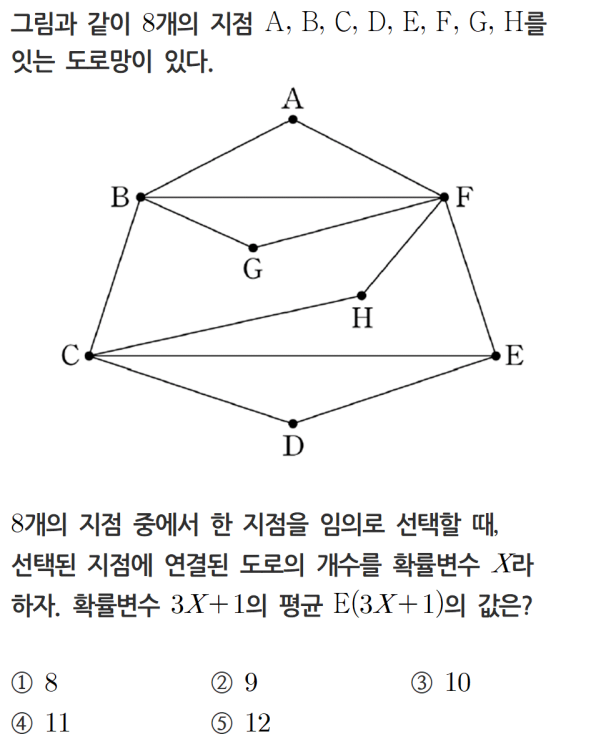 그림과 같이 8개의 지점 A, B, C, D, E, F, G, H를
잇는 도로망이 있다.
A
B
F
G
H
C
E
D
8개의 지점 중에서 한 지점을 임의로 선택할 때,
선택된 지점에 연결된 도로의 개수를 확률변수 X라
하자. 확률변수 3X+1의 평균 E(3X+1)의 값은?
① 8 ② 9 ③ 10
④ 11 ⑤ 12